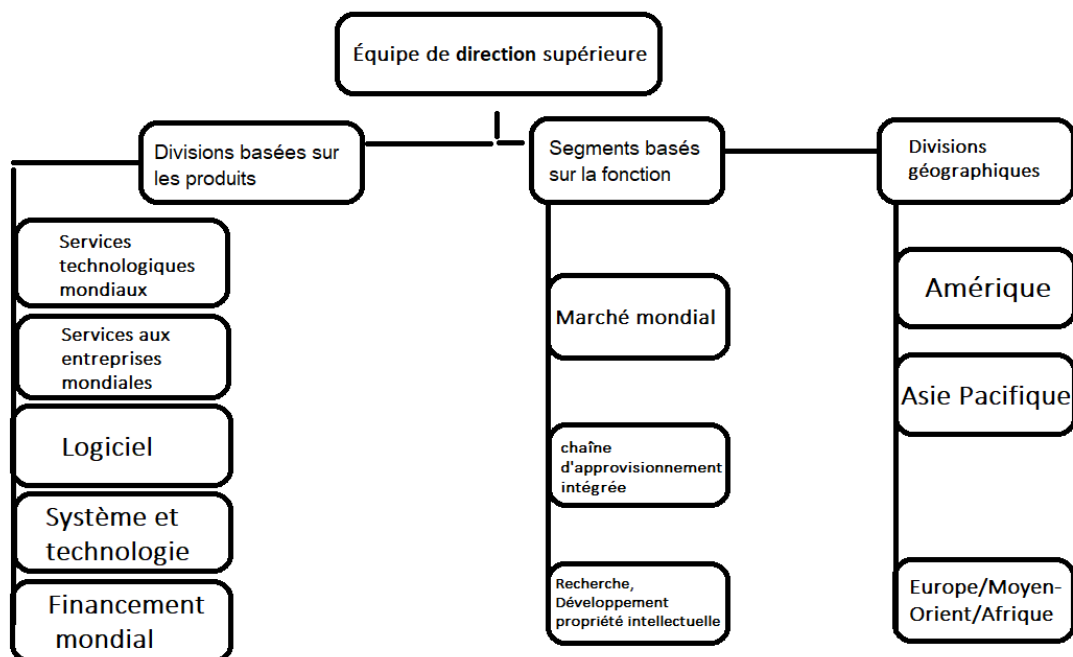 Équipe de direction supérieure
Divisions basées sur
les produits
Segments basés
sur la fonction
Divisions
géographiques
Services
technologiques
mondiaux
Services aux
entreprises
mondiales
Logiciel
Système et
technologie
Financement
mondial
Marché mondial
chaîne
d'approvisionnement
intégrée
Recherche,
Développement
propriété intellectuelle
Amérique
Asie Pacifique
Europe/Moyen-
Orient/Afrique